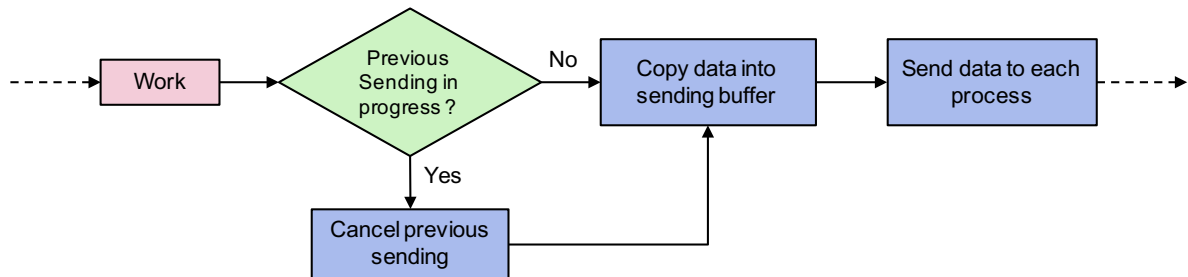 Work
Previous
Sending in
progress ?
No
Copy data into
sending buffer
Send data to each
process
Yes
Cancel previous
sending